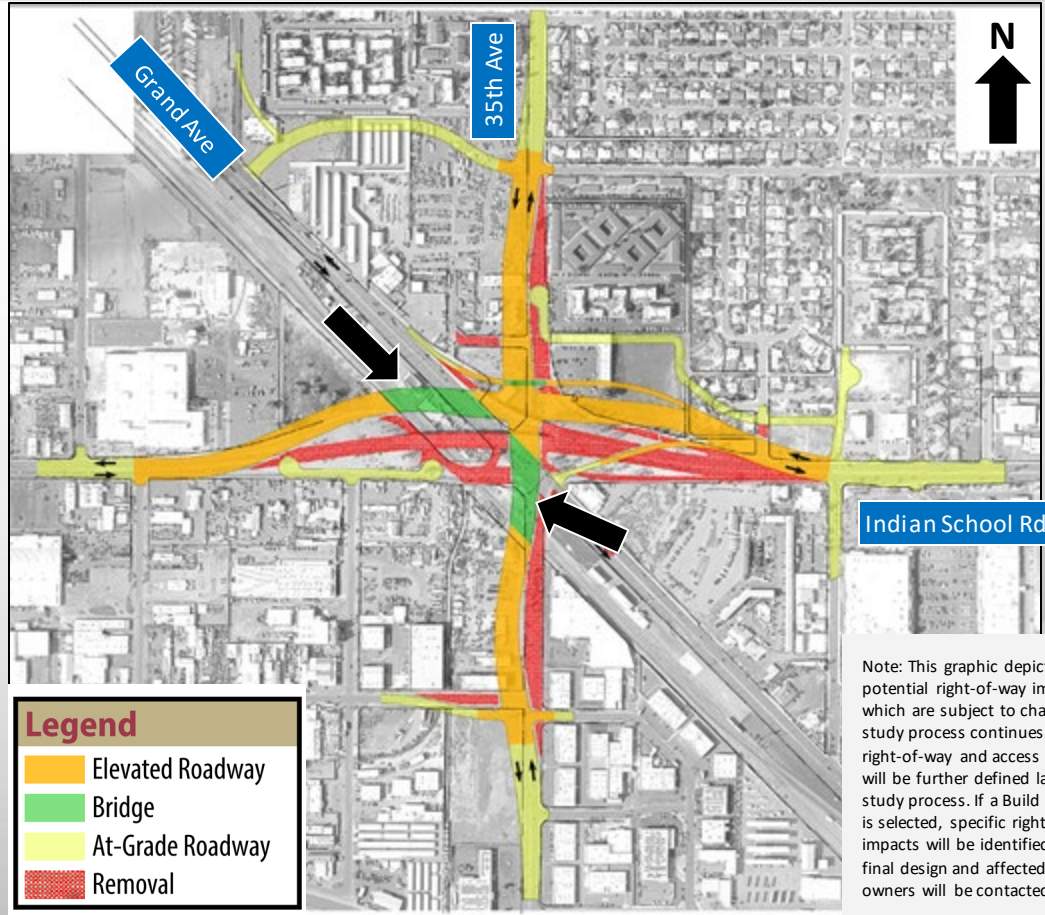 N
35th Ave
Grand Ave
Indian School Rd
Note: This graphic depict
potential right-of-way im
which are subject to cha
study process continues
right-of-way and access
will be further defined la
study process. If a Build
is selected, specific right
impacts will be identified
final design and affected
owners will be contacted
Legend
Elevated Roadway
Bridge
At-Grade Roadway
Removal